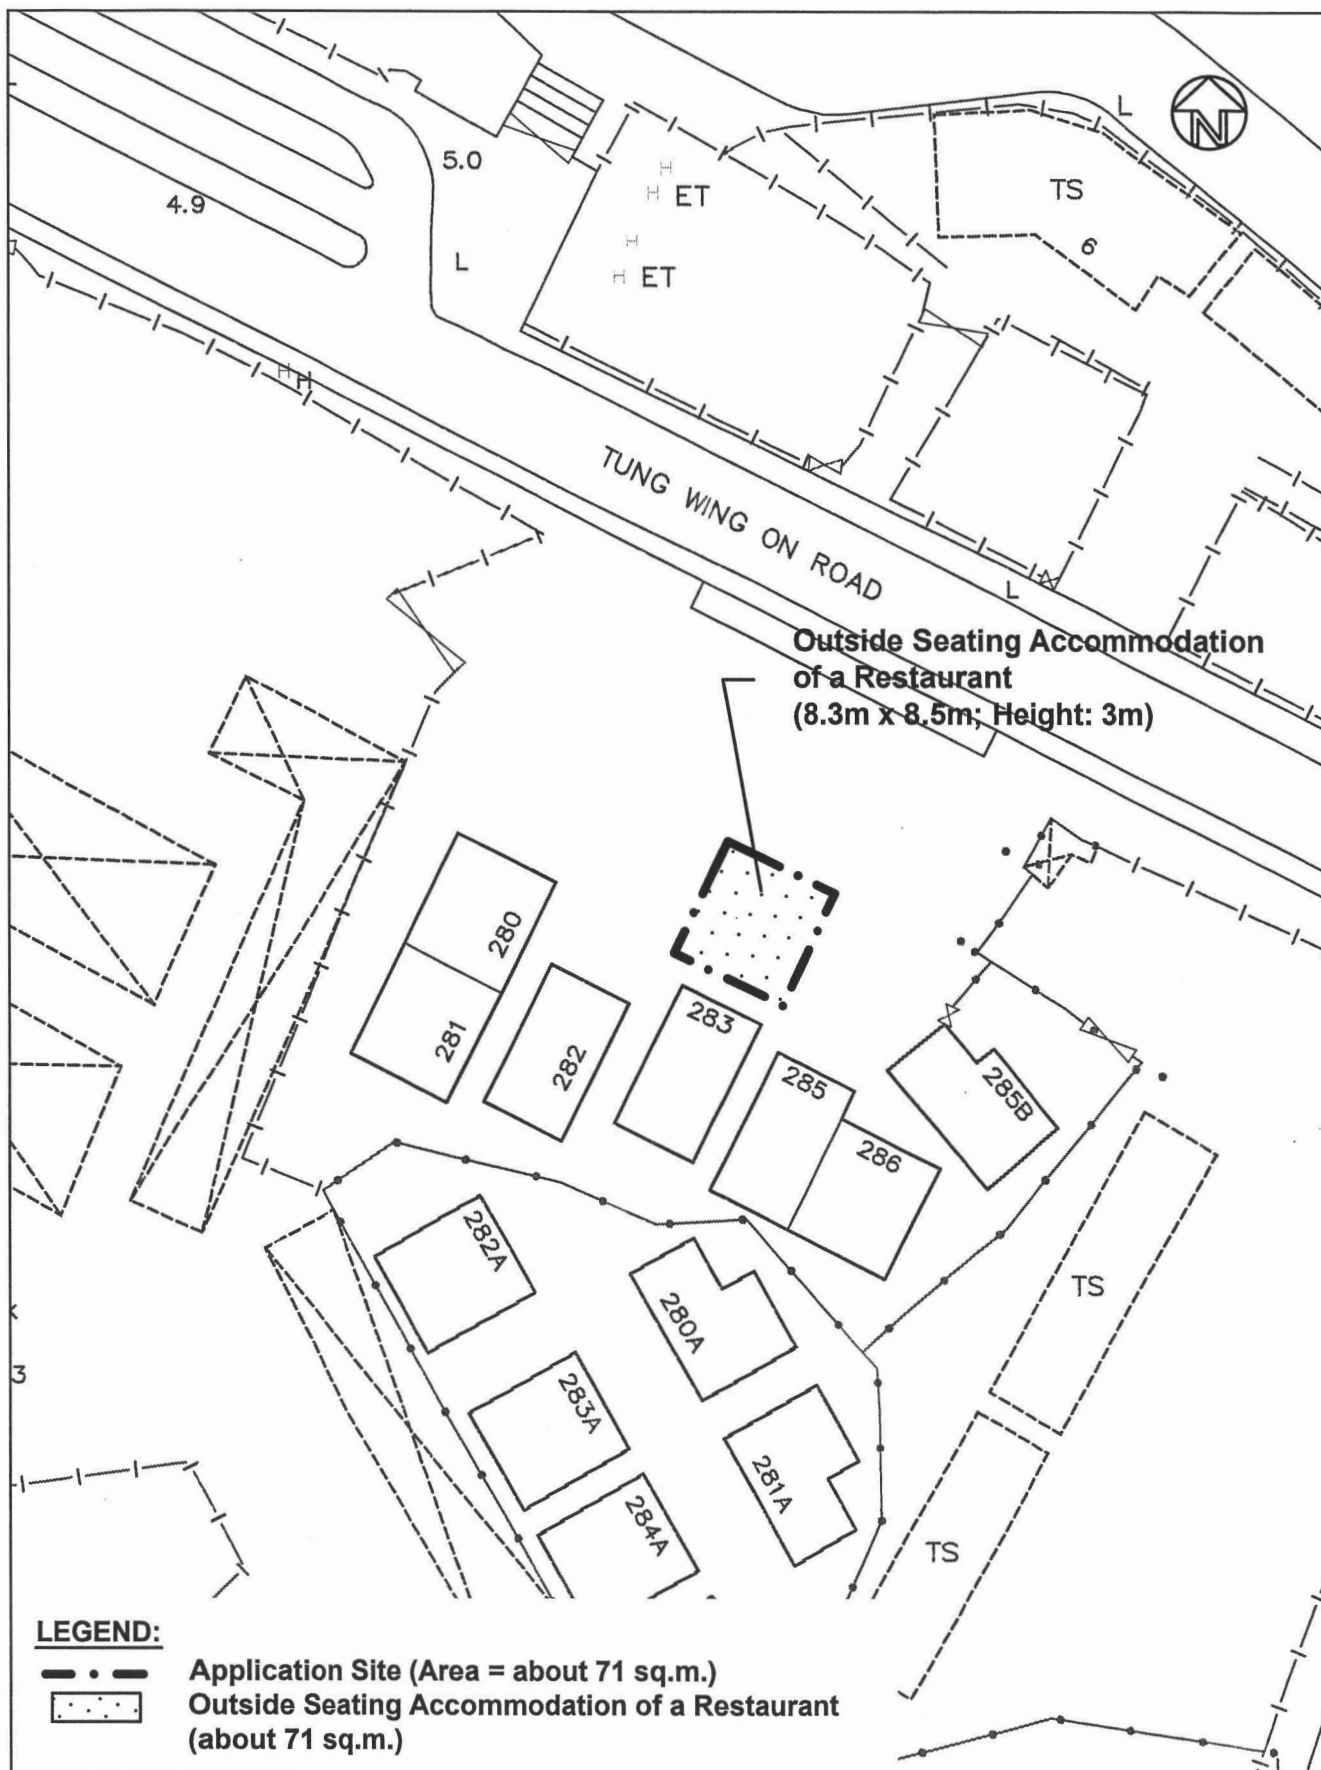 L
N
5.0
H
H
ET
TS
4.9
6
H
L
H
ET
H
H
TUNG WING ON ROAD
L
Outside Seating Accommodation
of a Restaurant
(8.3m x 8.5m; Height: 3m)
280
281
282
283
285
286
285B
282A
280A
TS
3
283A
281A
284A
TS
LEGEND:
Application Site (Area = about 71 sq.m.)
Outside Seating Accommodation of a Restaurant
(about 71 sq.m.)